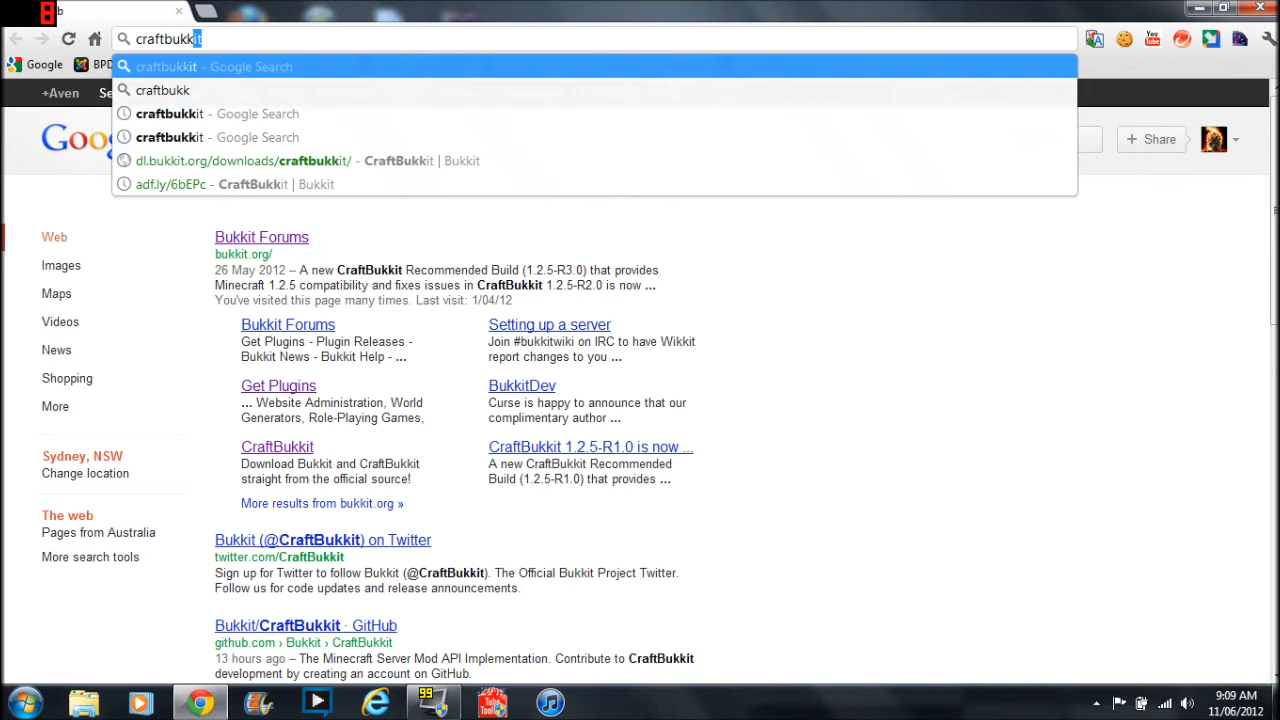 b
craftbukkit
craftbukkit - Google Search
craftbukk
craftbukkit - Google Search
craftbukkit - Google Search
dl.bukkit.org/downloads/craftbukkit/ - CraftBukkit | Bukkit
adf.ly/6bEPc - CraftBukkit | Bukkit
Google
BPD
You Tube
+Aven
Se
Goo
+ Share
Web
Images
Maps
Videos
News
Shopping
More
Sydney, NSW
Change location
The web
Pages from Australia
More search tools
Bukkit Forums
bukkit.org/
26 May 2012 – A new CraftBukkit Recommended Build (1.2.5-R3.0) that provides
Minecraft 1.2.5 compatibility and fixes issues in CraftBukkit 1.2.5-R2.0 is now ...
You've visited this page many times. Last visit: 1/04/12
Bukkit Forums
Get Plugins - Plugin Releases -
Bukkit News - Bukkit Help - ...
Setting up a server
Join #bukkitwiki on IRC to have Wikkit
report changes to you ...
Get Plugins
... Website Administration, World
Generators, Role-Playing Games,
BukkitDev
Curse is happy to announce that our
complimentary author ...
CraftBukkit
Download Bukkit and CraftBukkit
straight from the official source!
CraftBukkit 1.2.5-R1.0 is now ...
A new CraftBukkit Recommended
Build (1.2.5-R1.0) that provides ...
More results from bukkit.org »
Bukkit (@CraftBukkit) on Twitter
twitter.com/CraftBukkit
Sign up for Twitter to follow Bukkit (@CraftBukkit). The Official Bukkit Project Twitter.
Follow us for code updates and release announcements.
Bukkit/CraftBukkit · GitHub
github.com › Bukkit › CraftBukkit
13 hours ago – The Minecraft Server Mod API Implementation. Contribute to CraftBukkit
development by creating an account on GitHub.
99
Tube
9:09 AM
11/06/2012